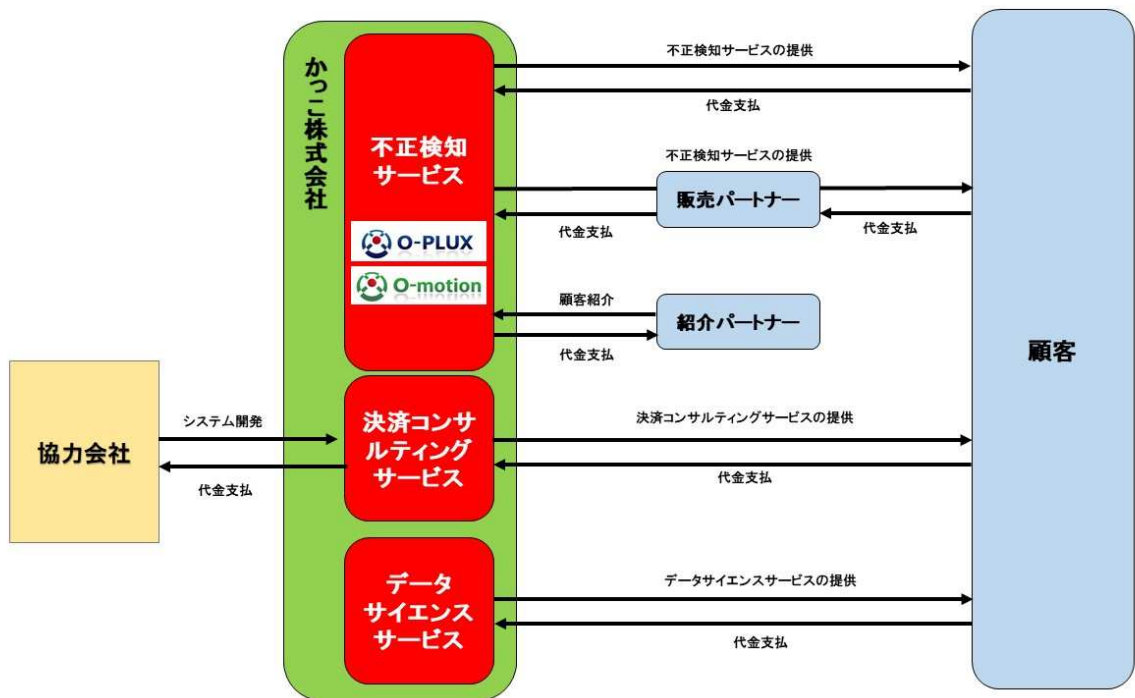 かっこ株式会社
不正検知
サービス
O-PLUX
O-motion
不正検知サービスの提供
代金支払
不正検知サービスの提供
販売パートナー
代金支払
代金支払
顧客紹介
紹介パートナー
代金支払
顧客
協力会社
システム開発
代金支払
決済コンサ
ルティング
サービス
決済コンサルティングサービスの提供
代金支払
データ
サイエンス
サービス
データサイエンスサービスの提供
代金支払